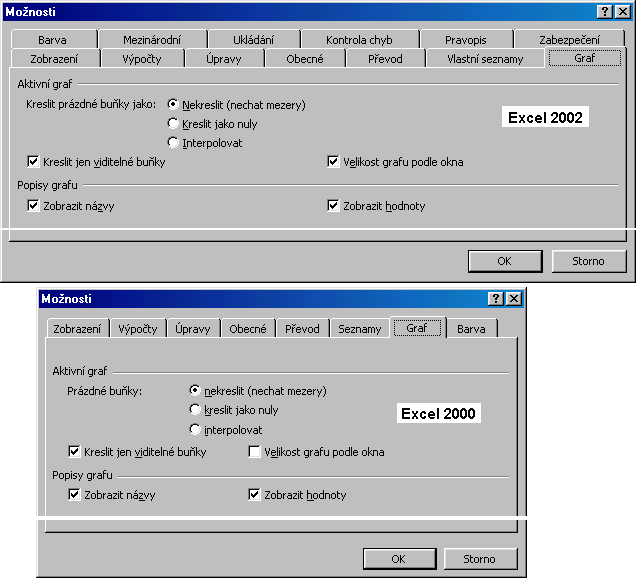 Možnosti
Barva Mezinárodní Ukládání Kontrola chyb Pravopis Zabezpečení
Zobrazení Výpočty Úpravy Obecné Převod Vlastní seznamy Graf
Aktivní graf
Kreslit prázdné buňky jako: Nekreslit (nechat mezery)
Excel 2002
Kreslit jako nuly
Interpolovat
Kreslit jen viditelné buňky Velikost grafu podle okna
Popisy grafu
Zobrazit názvy Zobrazit hodnoty
OK Storno
Možnosti
Zobrazení Výpočty Úpravy Obecné Převod Seznamy Graf Barva
Aktivní graf
Prázdné buňky: nekreslit (nechat mezery)
kreslit jako nuly
Excel 2000
interpolovat
Kreslit jen viditelné buňky Velikost grafu podle okna
Popisy grafu
Zobrazit názvy Zobrazit hodnoty
OK Storno